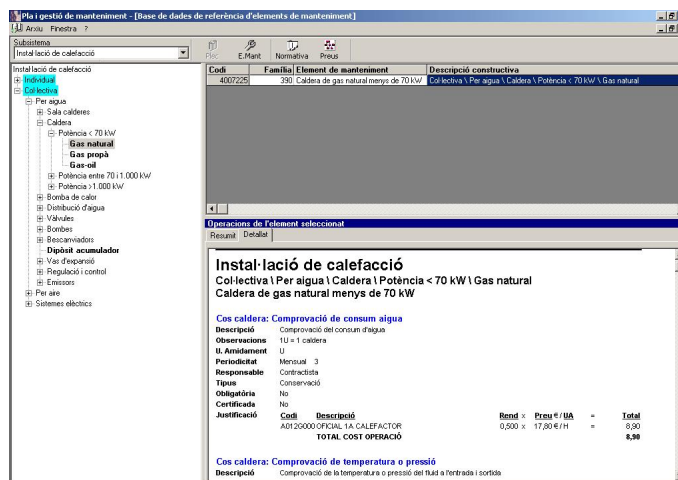 Pla i gestió de manteniment - [Base de dades de referència d'elements de manteniment]
Arxiu Finestra ?
Subsistema
Instal·lació de calefacció
Plec E.Mant Normativa Preus
Instal·lació de calefacció
Individual
Col·lectiva
Per aigua
Sala calderes
Caldera
Potència < 70 kW
Gas natural
Gas propà
Gas-oil
Potència entre 70 i 1.000 kW
Potència >1.000 kW
Bomba de calor
Distribució d'aigua
Vàlvules
Bombes
Bescanviadors
Dipòsit acumulador
Vas d'expansió
Regulació i control
Emissors
Per aire
Sistemes elèctrics
Codi Família Element de manteniment Descripció constructiva
4007225 390 Caldera de gas natural menys de 70 kW Col·lectiva \ Per aigua \ Caldera \ Potència < 70 kW \ Gas natural
Operacions de l'element seleccionat
Resumit Detallat
Instal·lació de calefacció
Col·lectiva \ Per aigua \ Caldera \ Potència < 70 kW \ Gas natural
Caldera de gas natural menys de 70 kW
Cos caldera: Comprovació de consum aigua
Descripció Comprovació del consum d'aigua
Observacions 1U = 1 caldera
U. Amidament U
Periodicitat Mensual 3
Responsable Contractista
Tipus Conservació
Obligatòria No
Certificada No
Justificació Codi Descripció Rend x Preu € / UA = Total
A012G000 OFICIAL 1A CALEFACTOR 0,500 x 17,80 € / H = 8,90
TOTAL COST OPERACIÓ 8,90
Cos caldera: Comprovació de temperatura o pressió
Descripció Comprovació de la temperatura o pressió del fluid a l'entrada i sortida